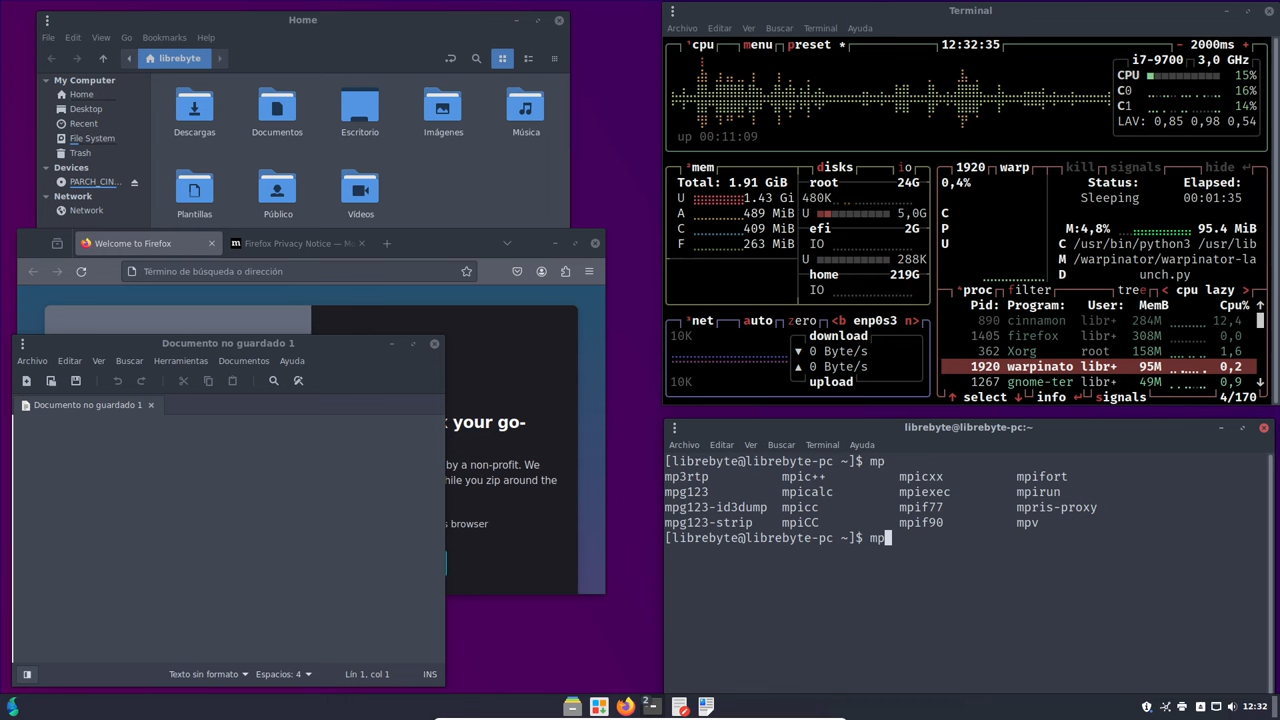 Home
File Edit View Go Bookmarks Help
librebyte
My Computer
Home
Desktop
Recent
File System
Trash
Devices
PARCH_CIN...
Network
Network
Descargas Documentos Escritorio Imágenes Música
Plantillas Público Vídeos
Welcome to Firefox Firefox Privacy Notice — Mo
Término de búsqueda o dirección
k your go-
by a non-profit. We
while you zip around the
s browser
Documento no guardado 1
Archivo Editar Ver Buscar Herramientas Documentos Ayuda
Documento no guardado 1
Texto sin formato Espacios: 4 Lín 1, col 1 INS
Terminal
Archivo Editar Ver Buscar Terminal Ayuda
¹cpu menu preset * 12:32:35 - 2000ms +
i7-9700 3,0 GHz
CPU 15%
C0 16%
C1 14%
LAV: 0,85 0,98 0,54
up 00:11:09
²mem disks io
Total: 1.91 GiB
U 1.43 Gi
A 489 MiB
C 409 MiB
F 263 MiB
root 24G
480K
U 5,0G
efi 2G
IO
U 288K
home 219G
IO
³net auto zero <b enp0s3 n>
10K
10K
download
▼ 0 Byte/s
▲ 0 Byte/s
upload
1920 warp kill signals hide ↵
0,4% Status: Elapsed:
Sleeping 00:01:35
C
P
U
M:4,8% 95.4 MiB
C /usr/bin/python3 /usr/lib
M /warpinator/warpinator-la
D unch.py
⁴proc filter tree < cpu lazy >
Pid: Program: User: MemB Cpu% ↑
890 cinnamon libr+ 284M 12,4
1405 firefox libr+ 308M 0,0
362 Xorg root 158M 1,6
1920 warpinato libr+ 95M 0,2
1267 gnome-ter libr+ 49M 0,9 ↓
↑ select ↓ info ↵ signals 4/170
librebyte@librebyte-pc:~
Archivo Editar Ver Buscar Terminal Ayuda
[librebyte@librebyte-pc ~]$ mp
mp3rtp mpic++ mpicxx mpifort
mpg123 mpicalc mpiexec mpirun
mpg123-id3dump mpicc mpif77 mpris-proxy
mpg123-strip mpiCC mpif90 mpv
[librebyte@librebyte-pc ~]$ mp
2
A
12:32